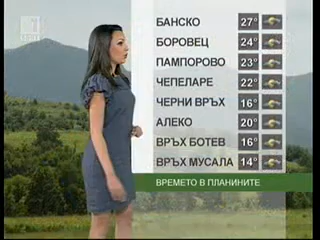 1
БАНСКО 27°
БОРОВЕЦ 24°
ПАМПОРОВО 23°
ЧЕПЕЛАРЕ 22°
ЧЕРНИ ВРЪХ 16°
АЛЕКО 20°
ВРЪХ БОТЕВ 16°
ВРЪХ МУСАЛА 14°
ВРЕМЕТО В ПЛАНИНИТЕ